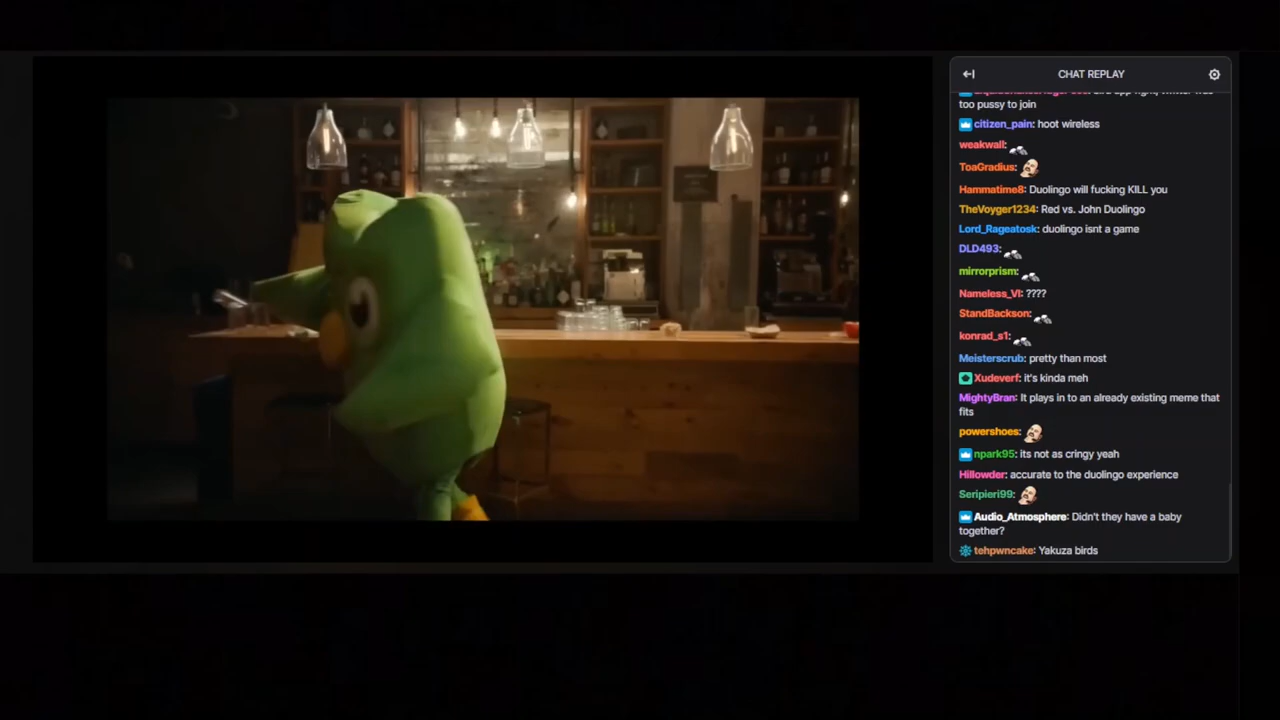 CHAT REPLAY
too pussy to join
citizen_pain: hoot wireless
weakwall:
ToaGradius:
Hammatime8: Duolingo will fucking KILL you
TheVoyger1234: Red vs. John Duolingo
Lord_Rageatosk: duolingo isnt a game
DLD493:
mirrorprism:
Nameless_VI: ????
StandBackson:
konrad_s1:
Meisterscrub: pretty than most
Xudeverf: it's kinda meh
MightyBran: It plays in to an already existing meme that
fits
powershoes:
npark95: its not as cringy yeah
Hillowder: accurate to the duolingo experience
Seripieri99:
Audio_Atmosphere: Didn't they have a baby
together?
tehpwncake: Yakuza birds